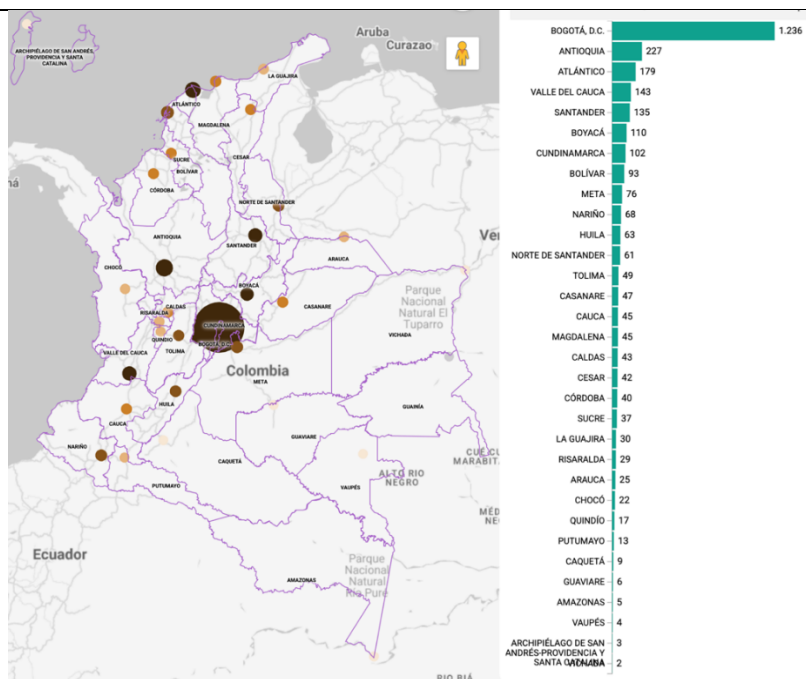 Aruba
Curazao
ARCHIPIÉLAGO DE SAN ANDRÉS,
PROVIDENCIA Y SANTA
CATALINA
LA GUAJIRA
ATLÁNTICO
MAGDALENA
CESAR
SUCRE
BOLÍVAR
CÓRDOBA
NORTE DE SANTANDER
ANTIOQUIA
SANTANDER
CHOCÓ
ARAUCA
BOYACÁ
Parque
Nacional
Natural El
Tuparro
CASANARE
CALDAS
RISARALDA
CUNDINAMARCA
VICHADA
QUINDÍO
BOGOTÁ, D.C.
VALLE DEL CAUCA
TOLIMA
Colombia
META
HUILA
GUAINÍA
CAUCA
NARIÑO
GUAVIARE
CAQUETÁ
ALTO RIO
NEGRO
PUTUMAYO
VAUPÉS
Ecuador
Parque
Nacional
Natural
Río Puré
AMAZONAS
BOGOTÁ, D.C. 1.236
ANTIOQUIA 227
ATLÁNTICO 179
VALLE DEL CAUCA 143
SANTANDER 135
BOYACÁ 110
CUNDINAMARCA 102
BOLÍVAR 93
META 76
NARIÑO 68
HUILA 63
NORTE DE SANTANDER 61
TOLIMA 49
CASANARE 47
CAUCA 45
MAGDALENA 45
CALDAS 43
CESAR 42
CÓRDOBA 40
SUCRE 37
LA GUAJIRA 30
RISARALDA 29
ARAUCA 25
CHOCÓ 22
QUINDÍO 17
PUTUMAYO 13
CAQUETÁ 9
GUAVIARE 6
AMAZONAS 5
VAUPÉS 4
ARCHIPIÉLAGO DE SAN 3
ANDRÉS-PROVIDENCIA Y
SANTA CATALINA
VICHADA 2